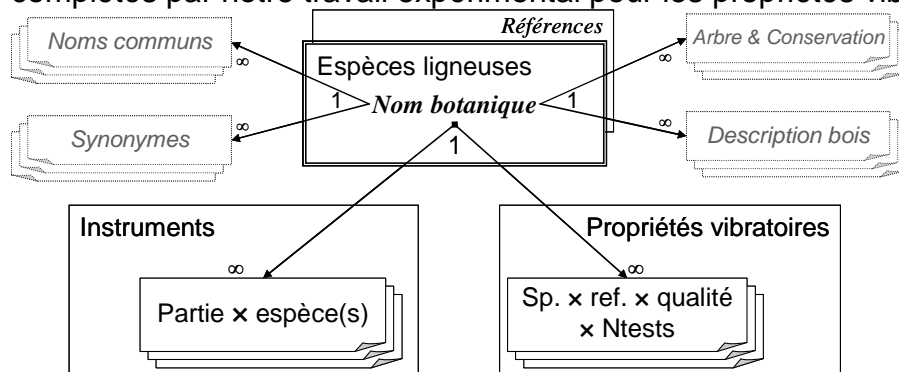 complétés par notre travail expérimental pour les propriétés vib
Références
Noms communs
∞
Arbre & Conservation
∞
Espèces ligneuses
1
Nom botanique
1
Synonymes
∞
Description bois
∞
1
Instruments
Propriétés vibratoires
∞
∞
Partie × espèce(s)
Sp. × ref. × qualité
× Ntests